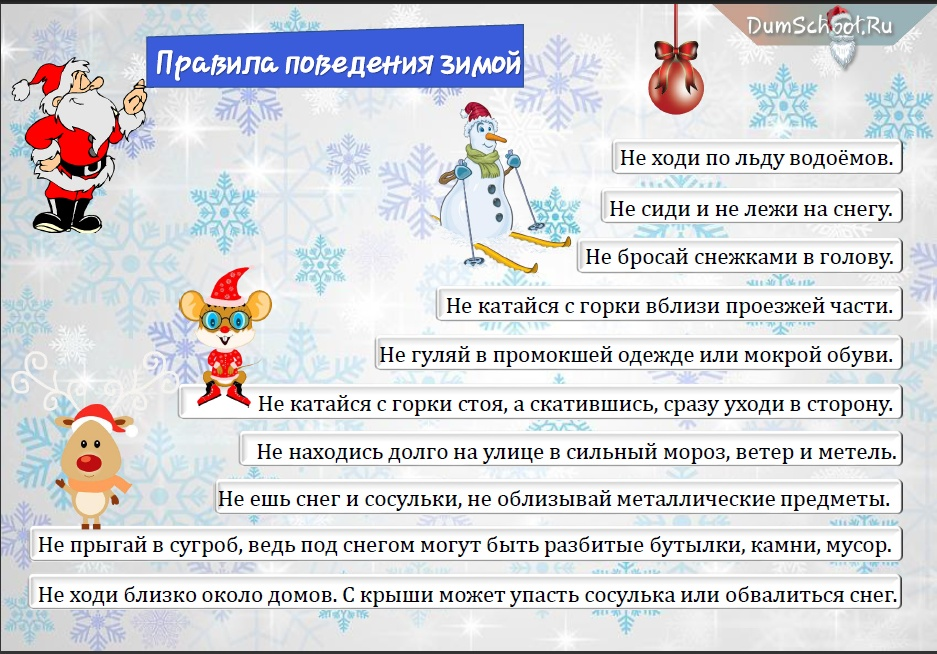 DumSchool.Ru
Правила поведения зимой
Не ходи по льду водоёмов.
Не сиди и не лежи на снегу.
Не бросай снежками в голову.
Не катайся с горки вблизи проезжей части.
Не гуляй в промокшей одежде или мокрой обуви.
Не катайся с горки стоя, а скатившись, сразу уходи в сторону.
Не находись долго на улице в сильный мороз, ветер и метель.
Не ешь снег и сосульки, не облизывай металлические предметы.
Не прыгай в сугроб, ведь под снегом могут быть разбитые бутылки, камни, мусор.
Не ходи близко около домов. С крыши может упасть сосулька или обвалиться снег.